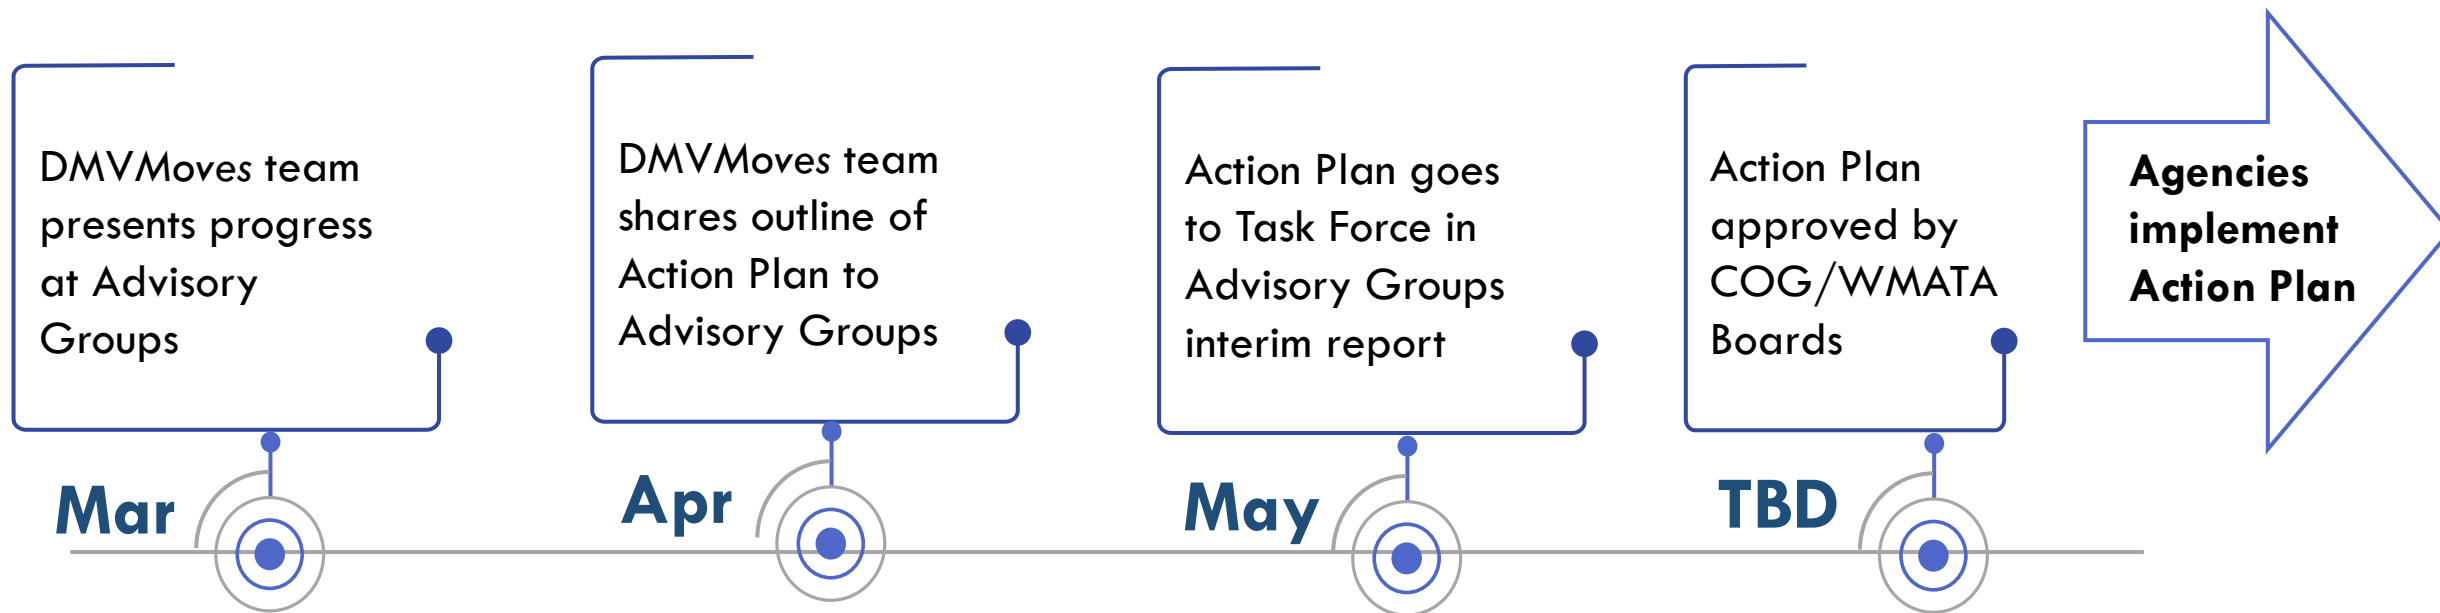 DMVMoves team
presents progress
at Advisory
Groups
Mar
DMVMoves team
shares outline of
Action Plan to
Advisory Groups
Apr
Action Plan goes
to Task Force in
Advisory Groups
interim report
May
Action Plan
approved by
COG/WMATA
Boards
TBD
Agencies
implement
Action Plan